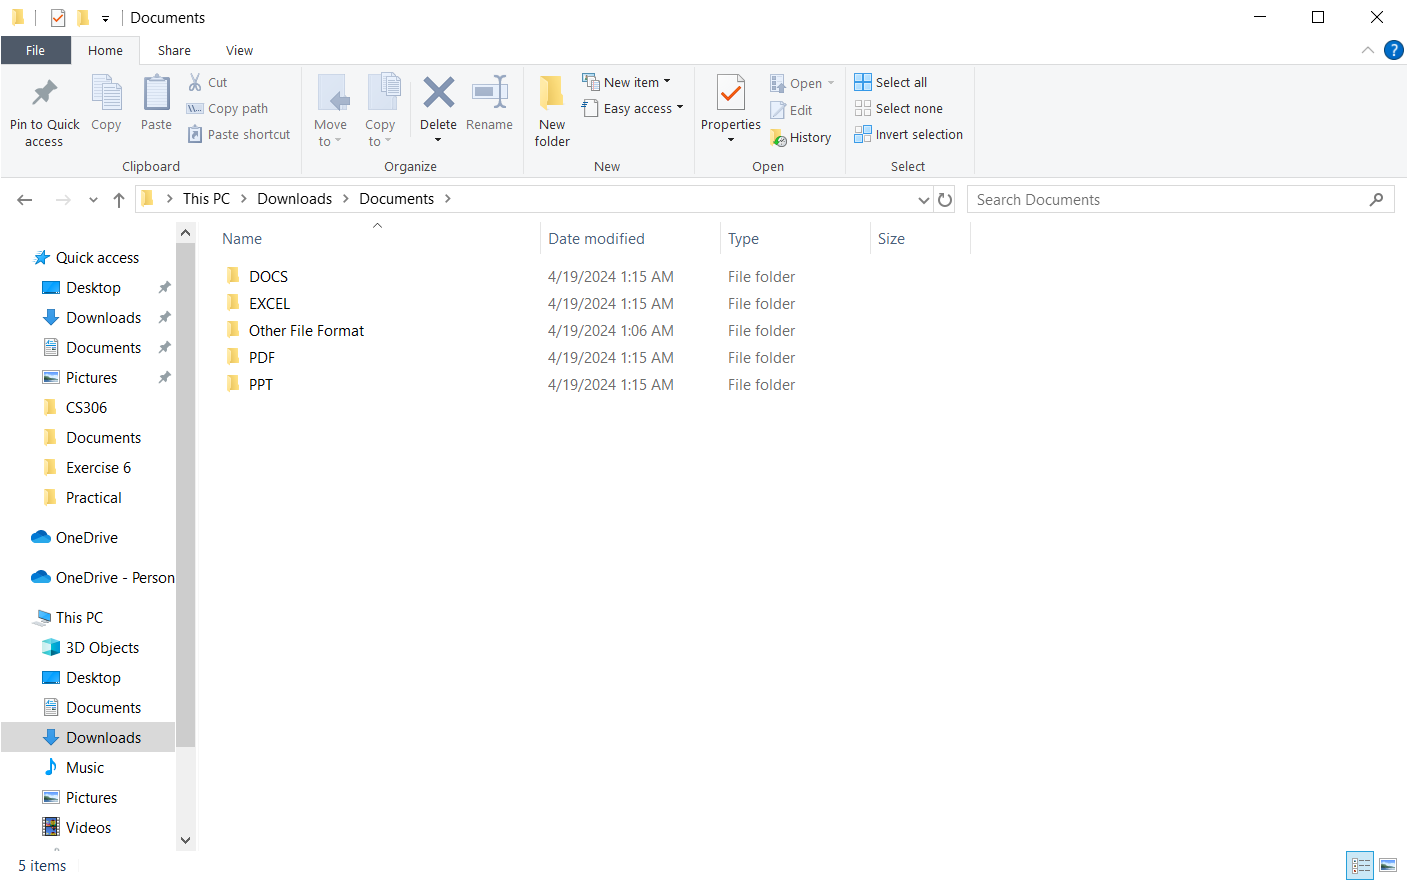 Documents
File Home Share View
Pin to Quick access
Copy
Paste
Cut
Copy path
Paste shortcut
Clipboard
Move to
Copy to
Delete
Rename
Organize
New folder
New item
Easy access
New
Properties
Open
Edit
History
Open
Select all
Select none
Invert selection
Select
This PC Downloads Documents
Search Documents
Name Date modified Type Size
DOCS 4/19/2024 1:15 AM File folder
EXCEL 4/19/2024 1:15 AM File folder
Other File Format 4/19/2024 1:06 AM File folder
PDF 4/19/2024 1:15 AM File folder
PPT 4/19/2024 1:15 AM File folder
Quick access
Desktop
Downloads
Documents
Pictures
CS306
Documents
Exercise 6
Practical
OneDrive
OneDrive - Person
This PC
3D Objects
Desktop
Documents
Downloads
Music
Pictures
Videos
5 items